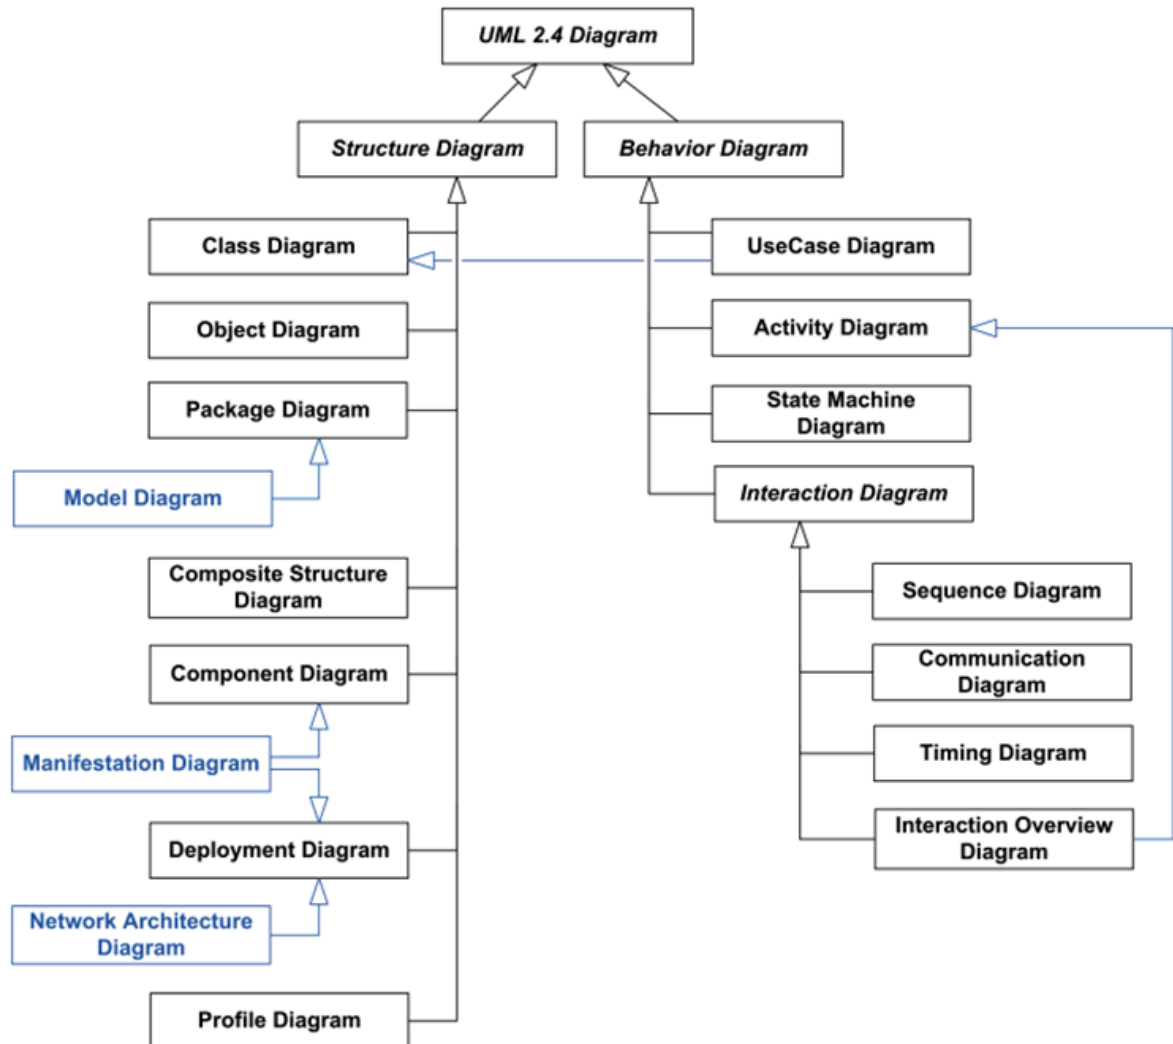 UML 2.4 Diagram
Structure Diagram
Behavior Diagram
Class Diagram
UseCase Diagram
Object Diagram
Activity Diagram
Package Diagram
State Machine
Diagram
Model Diagram
Interaction Diagram
Composite Structure
Diagram
Sequence Diagram
Component Diagram
Communication
Diagram
Manifestation Diagram
Timing Diagram
Deployment Diagram
Interaction Overview
Diagram
Network Architecture
Diagram
Profile Diagram